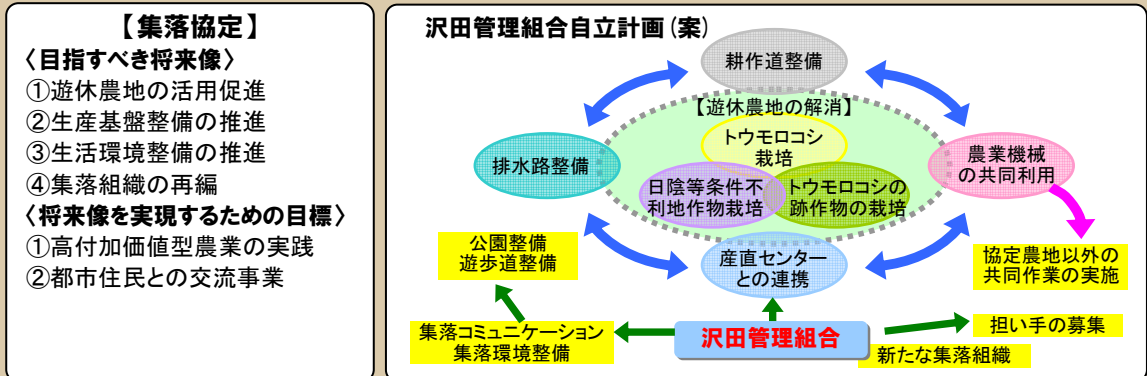 【集落協定】
〈目指すべき将来像〉
①遊休農地の活用促進
②生産基盤整備の推進
③生活環境整備の推進
④集落組織の再編
〈将来像を実現するための目標〉
①高付加価値型農業の実践
②都市住民との交流事業
沢田管理組合自立計画(案)
耕作道整備
【遊休農地の解消】
トウモロコシ
栽培
排水路整備
農業機械
の共同利用
日陰等条件不
利地作物栽培
トウモロコシの
跡作物の栽培
公園整備
遊歩道整備
産直センター
との連携
協定農地以外の
共同作業の実施
集落コミュニケーション
集落環境整備
沢田管理組合
担い手の募集
新たな集落組織